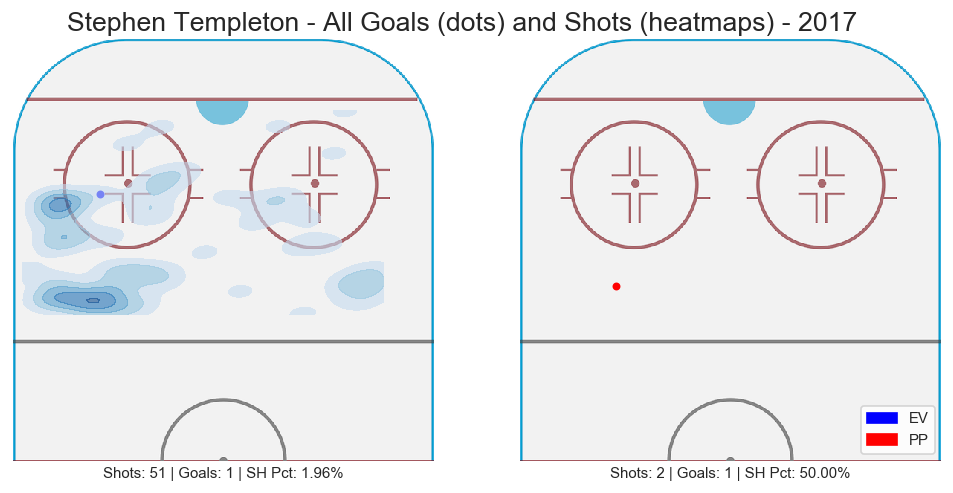 Stephen Templeton - All Goals (dots) and Shots (heatmaps) - 2017
EV
PP
Shots: 51 | Goals: 1 | SH Pct: 1.96%
Shots: 2 | Goals: 1 | SH Pct: 50.00%